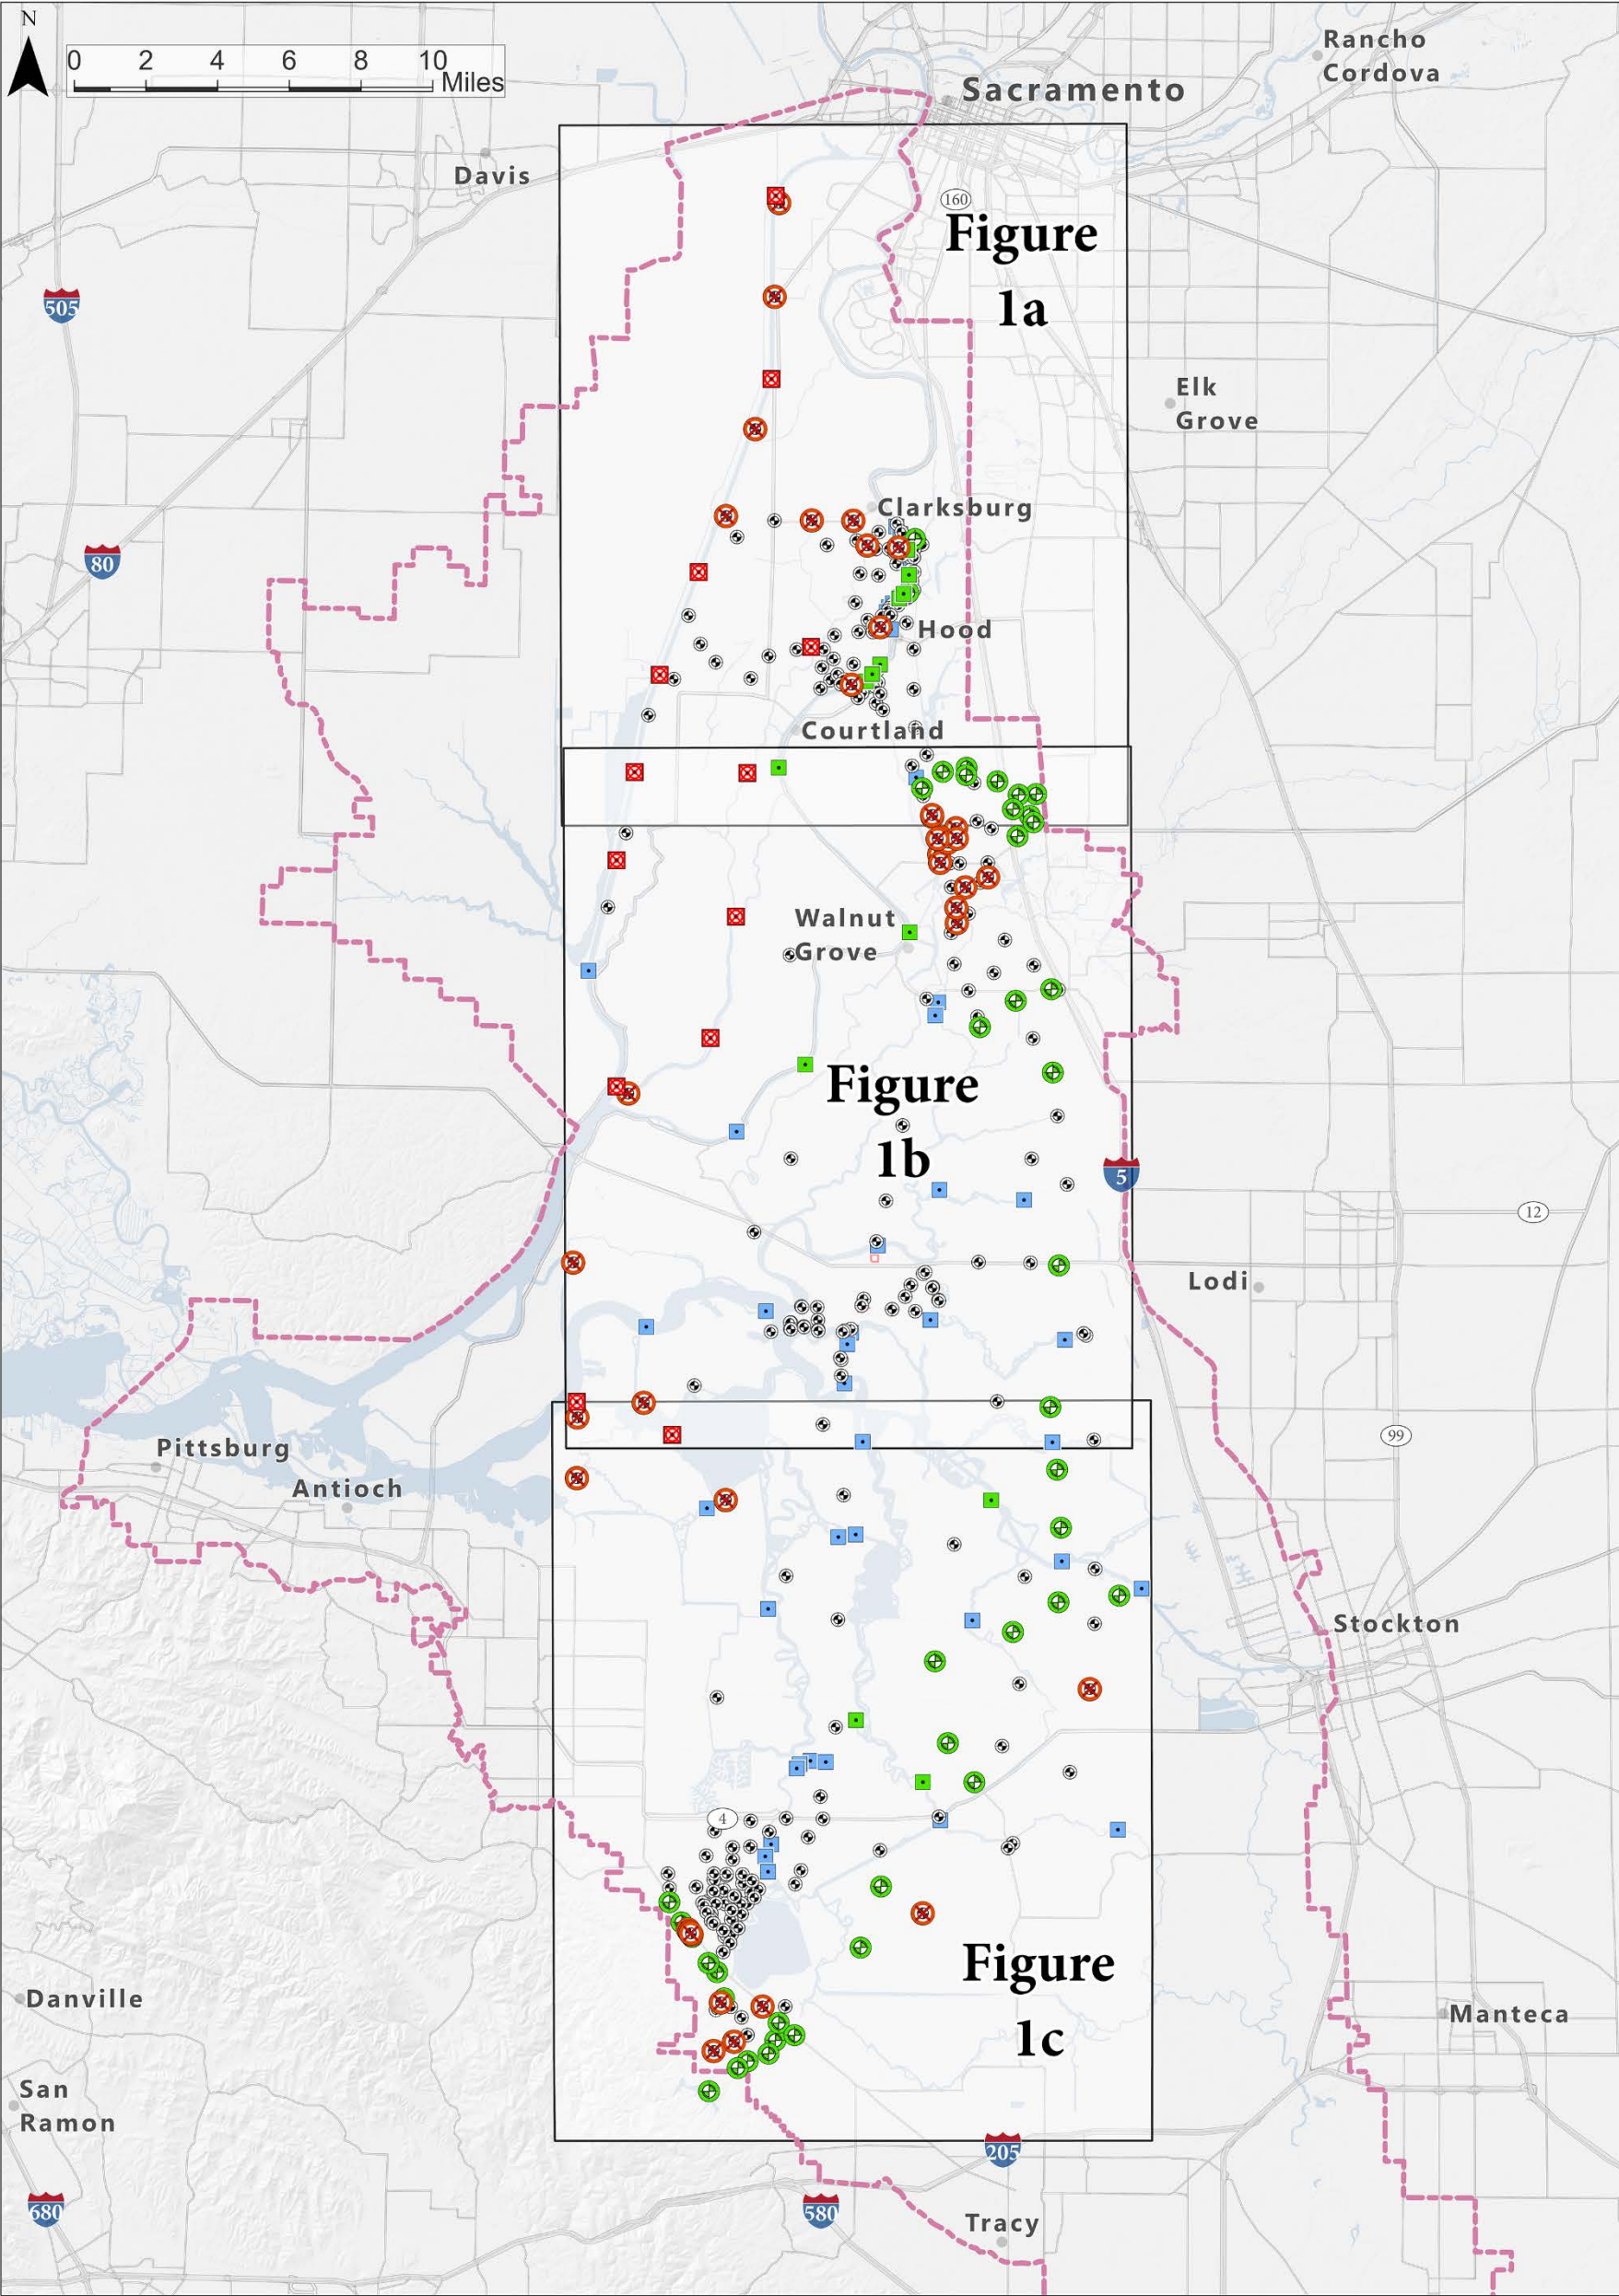 N
0 2 4 6 8 10
Miles
Rancho
Cordova
Sacramento
Davis
160
Figure
1a
505
Elk
Grove
Clarksburg
80
Hood
Courtland
Walnut
Grove
Figure
1b
5
12
Lodi
99
Pittsburg
Antioch
Stockton
4
Figure
1c
Danville
Manteca
San
Ramon
205
680
580
Tracy